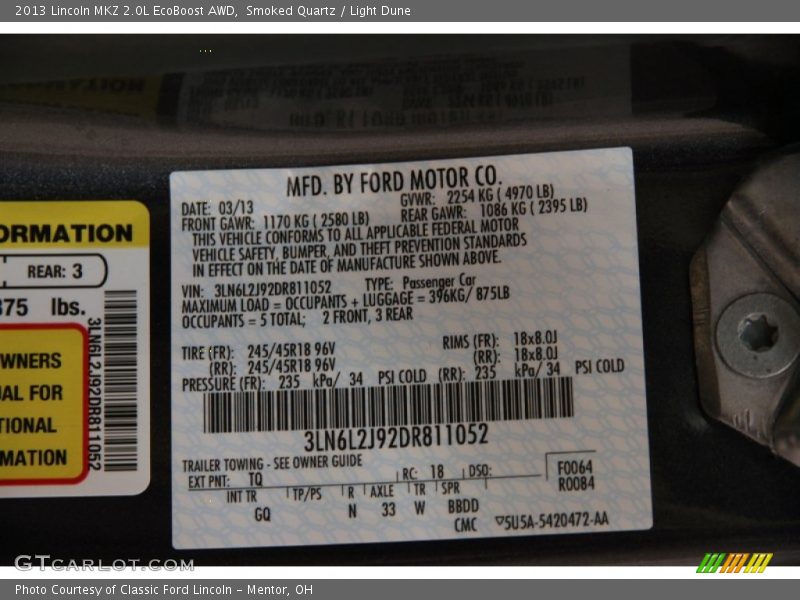 2013 Lincoln MKZ 2.0L EcoBoost AWD,  Smoked Quartz / Light Dune
MFD. BY FORD MOTOR CO.
DATE: 03/13 GVWR: 2254 KG ( 4970 LB)
FRONT GAWR: 1170 KG ( 2580 LB) REAR GAWR: 1086 KG ( 2395 LB)
THIS VEHICLE CONFORMS TO ALL APPLICABLE FEDERAL MOTOR
VEHICLE SAFETY, BUMPER, AND THEFT PREVENTION STANDARDS
IN EFFECT ON THE DATE OF MANUFACTURE SHOWN ABOVE.
VIN: 3LN6L2J92DR811052 TYPE: Passenger Car
MAXIMUM LOAD = OCCUPANTS + LUGGAGE = 396KG/ 875LB
OCCUPANTS = 5 TOTAL; 2 FRONT, 3 REAR
TIRE (FR): 245/45R18 96V RIMS (FR): 18x8.0J
(RR): 245/45R18 96V (RR): 18x8.0J
PRESSURE (FR): 235 kPa/ 34 PSI COLD (RR): 235 kPa/ 34 PSI COLD
3LN6L2J92DR811052
TRAILER TOWING - SEE OWNER GUIDE
EXT PNT: TQ RC: 18 DSO: F0064
R0084
INT TR TP/PS R AXLE TR SPR
GQ N 33 W BBDD
CMC 5U5A-5420472-AA
ORMATION
REAR: 3
875 lbs.
WNERS
UAL FOR
TIONAL
MATION
3LN6L2J92DR811052
GTcarlot.com
Photo Courtesy of Classic Ford Lincoln – Mentor, OH